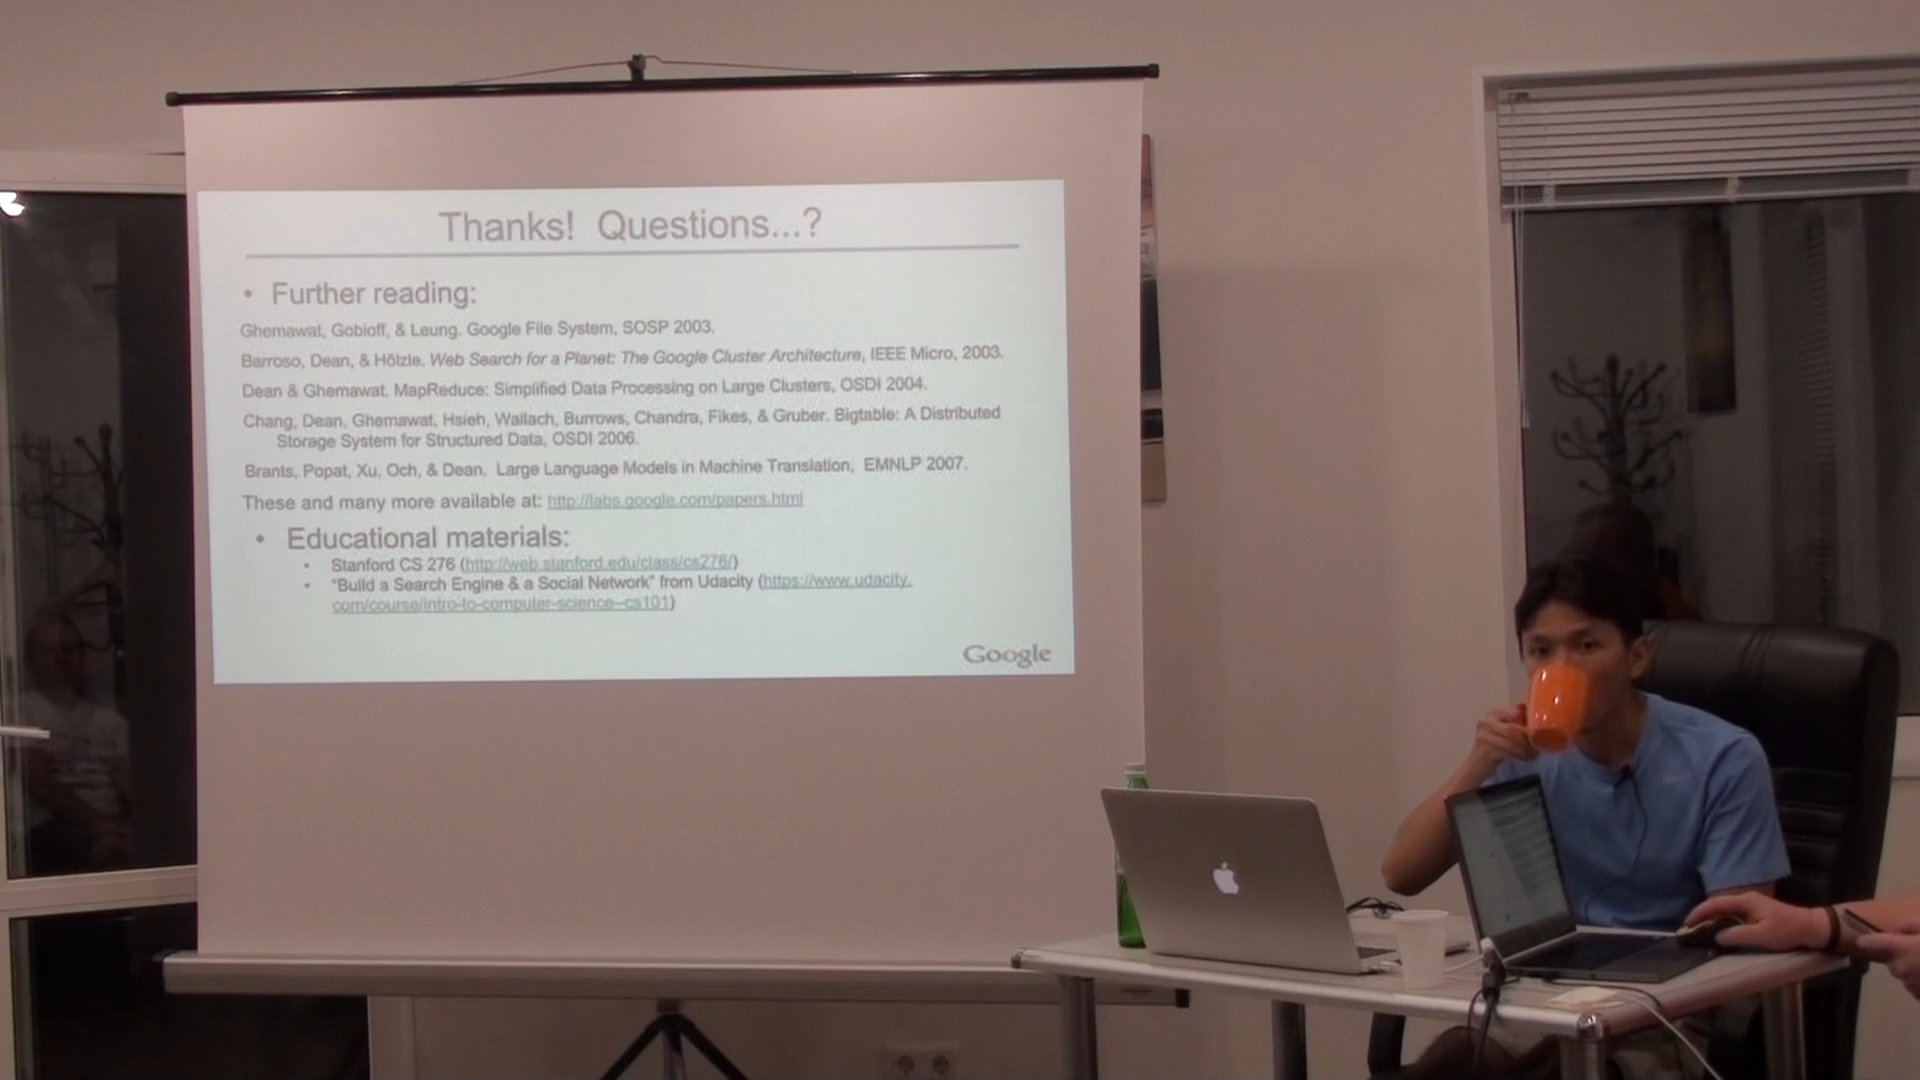 Thanks! Questions...?
• Further reading:
Ghemawat, Gobioff, & Leung. Google File System, SOSP 2003.
Barroso, Dean, & Hölzle. Web Search for a Planet: The Google Cluster Architecture, IEEE Micro, 2003.
Dean & Ghemawat. MapReduce: Simplified Data Processing on Large Clusters, OSDI 2004.
Chang, Dean, Ghemawat, Hsieh, Wallach, Burrows, Chandra, Fikes, & Gruber. Bigtable: A Distributed
Storage System for Structured Data, OSDI 2006.
Brants, Popat, Xu, Och, & Dean. Large Language Models in Machine Translation, EMNLP 2007.
These and many more available at: http://labs.google.com/papers.html
• Educational materials:
• Stanford CS 276 (http://web.stanford.edu/class/cs276/)
• “Build a Search Engine & a Social Network” from Udacity (https://www.udacity.
com/course/intro-to-computer-science--cs101)
Google